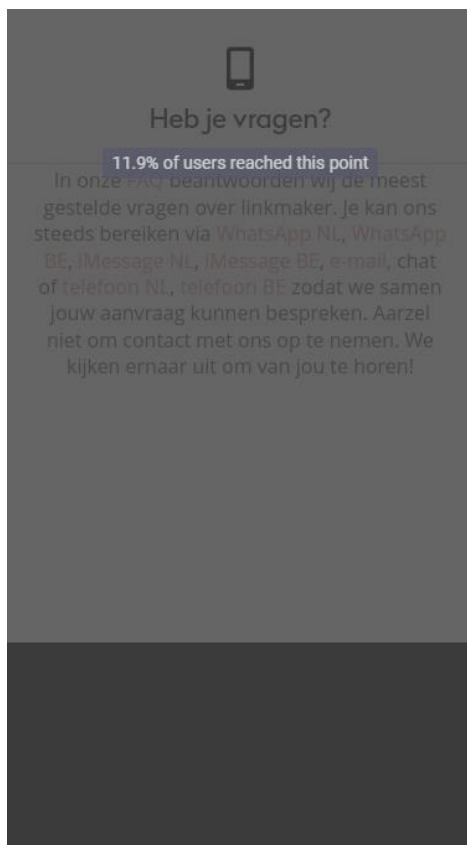 Heb je vragen?
11.9% of users reached this point
In onze FAQ beantwoorden wij de meest
gestelde vragen over linkmaker. Je kan ons
steeds bereiken via WhatsApp NL, WhatsApp
BE, iMessage NL, iMessage BE, e-mail, chat
of telefoon NL, telefoon BE zodat we samen
jouw aanvraag kunnen bespreken. Aarzel
niet om contact met ons op te nemen. We
kijken ernaar uit om van jou te horen!